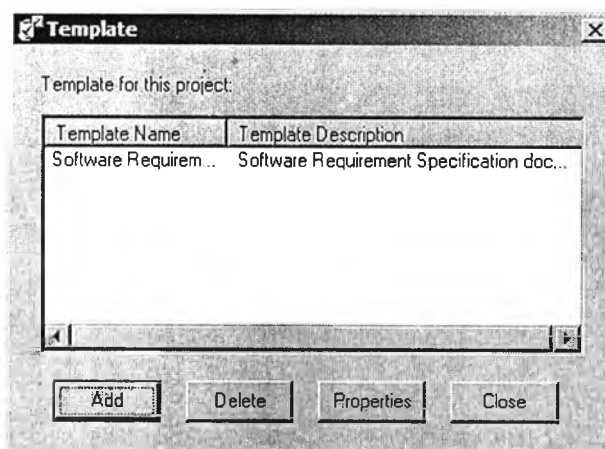 Template
Template for this project:
Template Name Template Description
Software Requirem... Software Requirement Specification doc...
Add Delete Properties Close